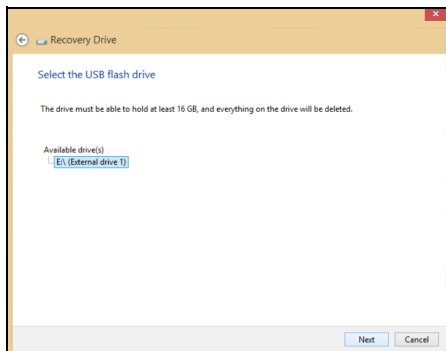 Recovery Drive
Select the USB flash drive
The drive must be able to hold at least 16 GB, and everything on the drive will be deleted.
Available drive(s)
E:\ (External drive 1)
Next Cancel